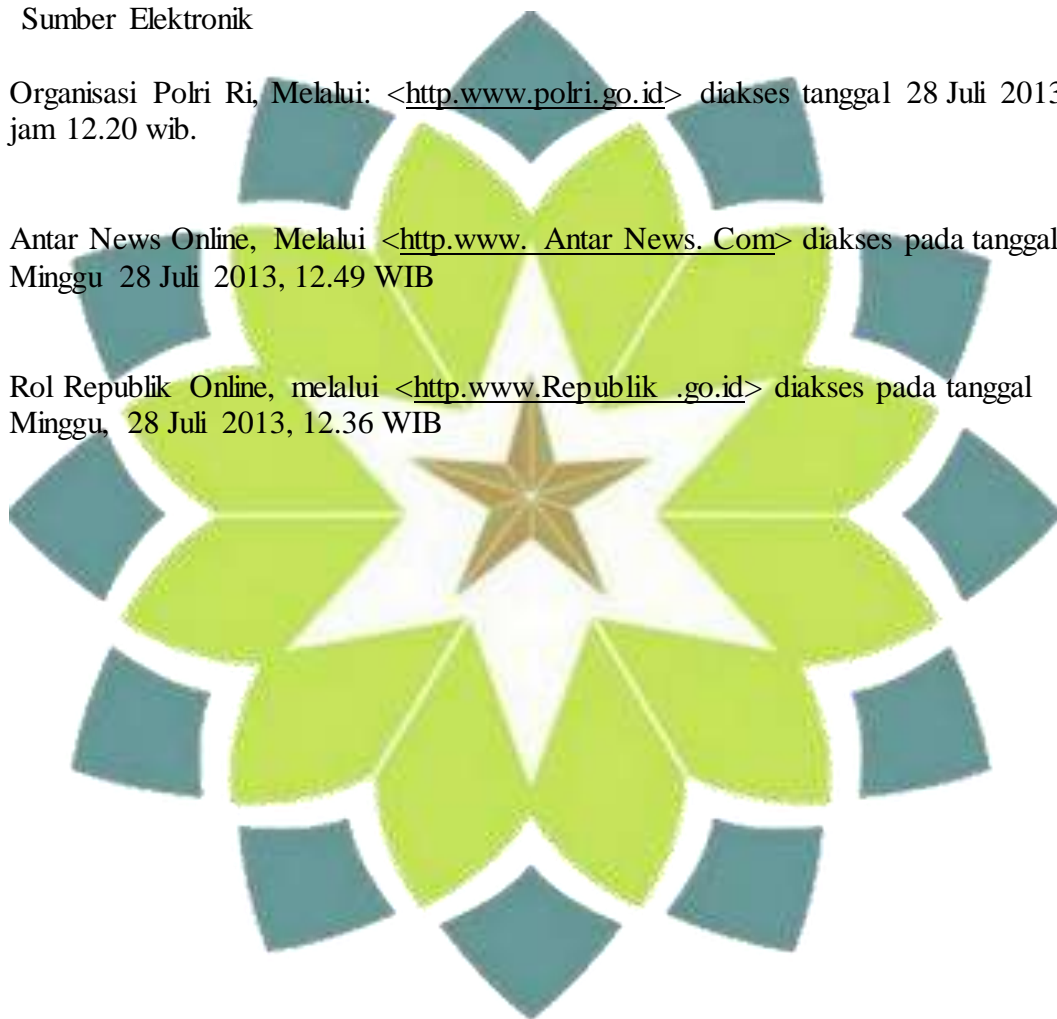 Sumber Elektronik
Organisasi Polri Ri, Melalui: <http.www.polri.go.id> diakses tanggal 28 Juli 2013
jam 12.20 wib.
Antar News Online, Melalui <http.www. Antar News. Com> diakses pada tanggal
Minggu 28 Juli 2013, 12.49 WIB
Rol Republik Online, melalui <http.www.Republik .go.id> diakses pada tanggal
Minggu, 28 Juli 2013, 12.36 WIB